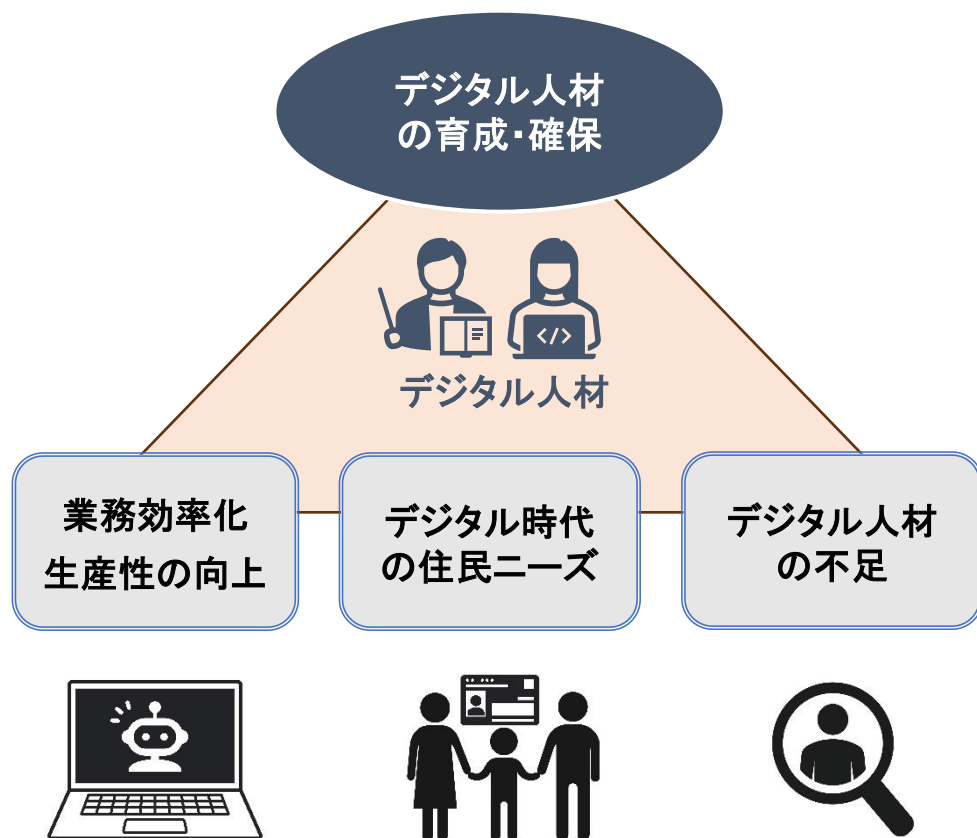 デジタル人材
の育成・確保
</>
デジタル人材
業務効率化
生産性の向上
デジタル時代
の住民ニーズ
デジタル人材
の不足